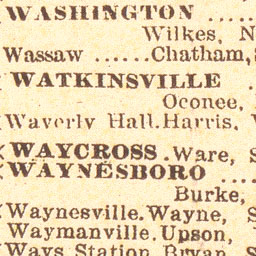 WASHINGTON .....
Wilkes, N
Wassaw ......Chatham, S
WATKINSVILLE .
Oconee,
Waverly Hall.Harris, W
WAYCROSS .Ware, S
WAYNESBORO ....
Burke,
Waynesville.Wayne, S
Waymanville.Upson,
Ways Station Bryan S